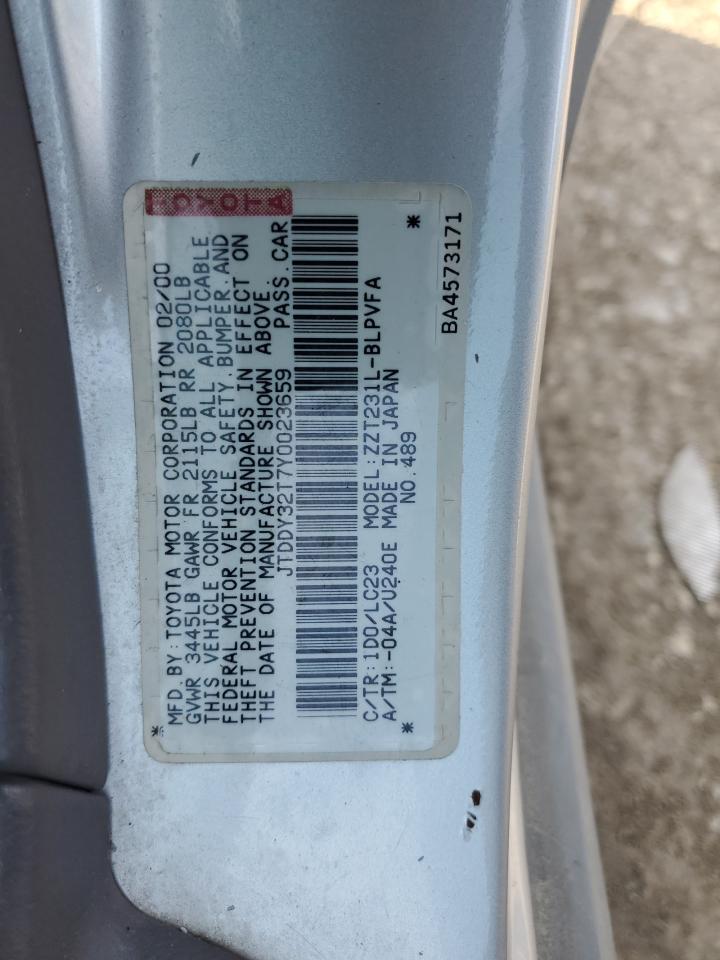 TOYOTA
MFD.BY:TOYOTA MOTOR CORPORATION 02/00
GVWR 3445LB GAWR FR 2115LB RR 2080LB
THIS VEHICLE CONFORMS TO ALL APPLICABLE
FEDERAL MOTOR VEHICLE SAFETY,BUMPER,AND
THEFT PREVENTION STANDARDS IN EFFECT ON
THE DATE OF MANUFACTURE SHOWN ABOVE.
JTDDY32T7Y0023659 PASS.CAR
C/TR:1D0/LC23 MODEL:ZZT231L-BLPVFA
A/TM:-04A/U240E MADE IN JAPAN
* NO.489 *
BA4573171